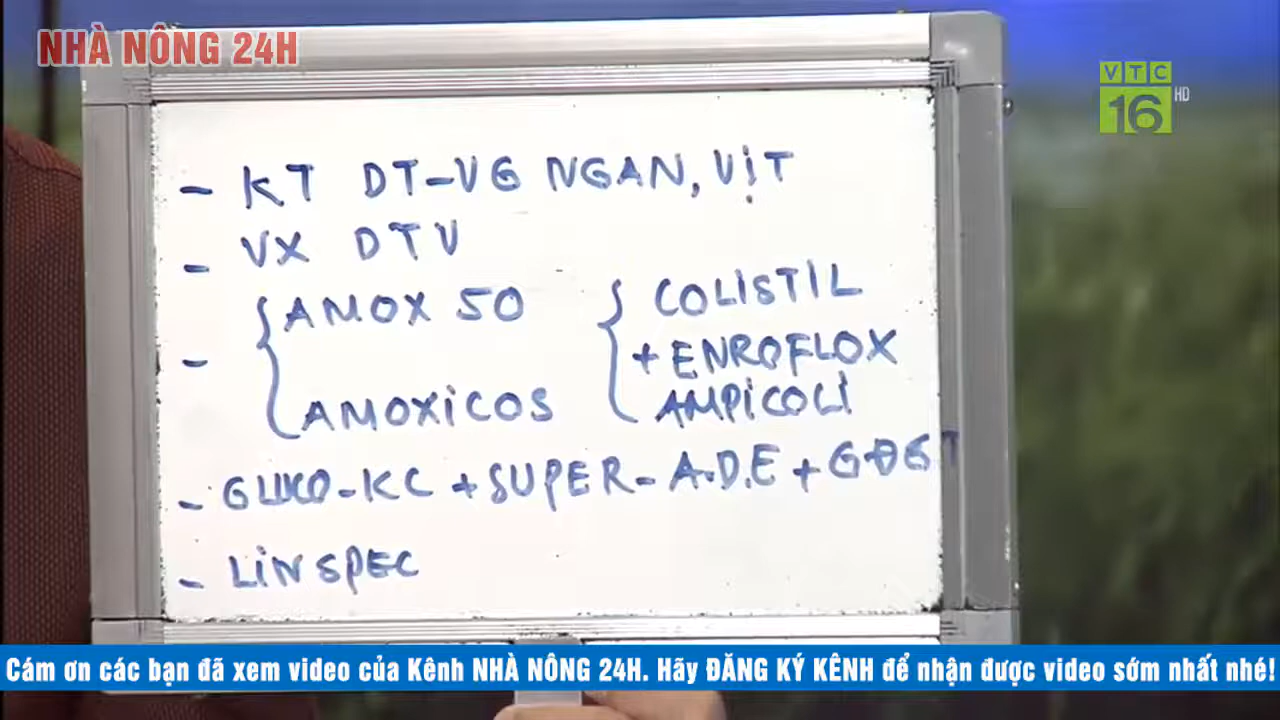 NHÀ NÔNG 24H
VTC
16 HD
- KT DT-VG NGAN, VỊT
- VX DTV
- { AMOX 50 { COLISTIL
+ ENROFLOX
AMOXICOS AMPICOLI
- GLUCO-KC + SUPER-A.D.E + GĐGT
- LINSPEC
Cám ơn các bạn đã xem video của Kênh NHÀ NÔNG 24H. Hãy ĐĂNG KÝ KÊNH để nhận được video sớm nhất nhé!